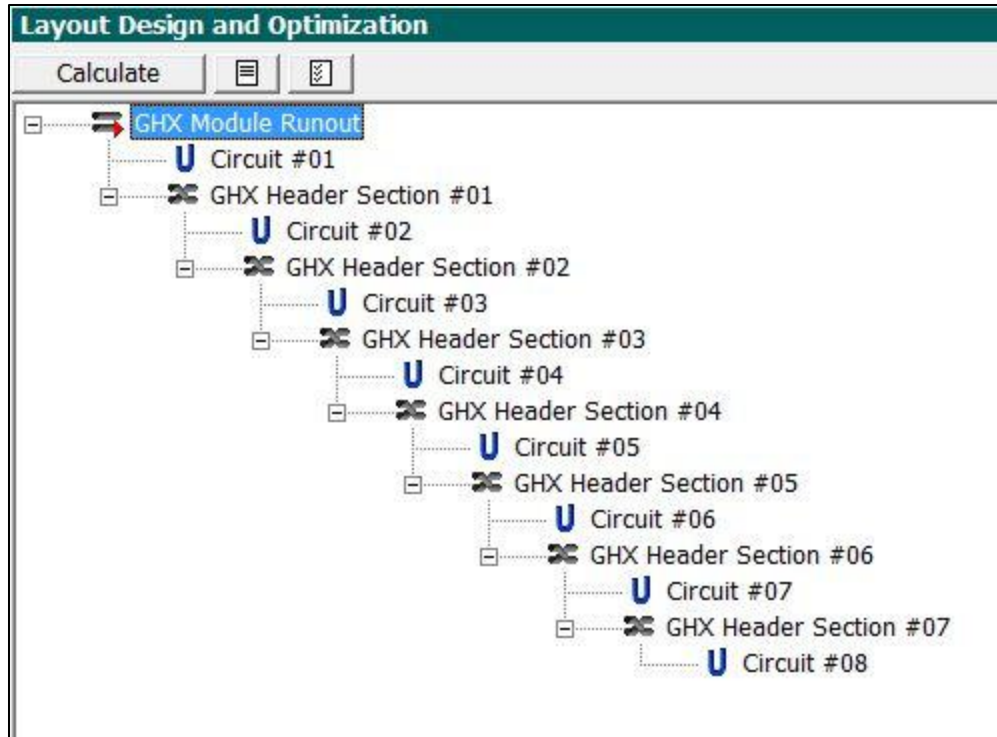 Layout Design and Optimization
Calculate
GHX Module Runout
Circuit #01
GHX Header Section #01
Circuit #02
GHX Header Section #02
Circuit #03
GHX Header Section #03
Circuit #04
GHX Header Section #04
Circuit #05
GHX Header Section #05
Circuit #06
GHX Header Section #06
Circuit #07
GHX Header Section #07
Circuit #08